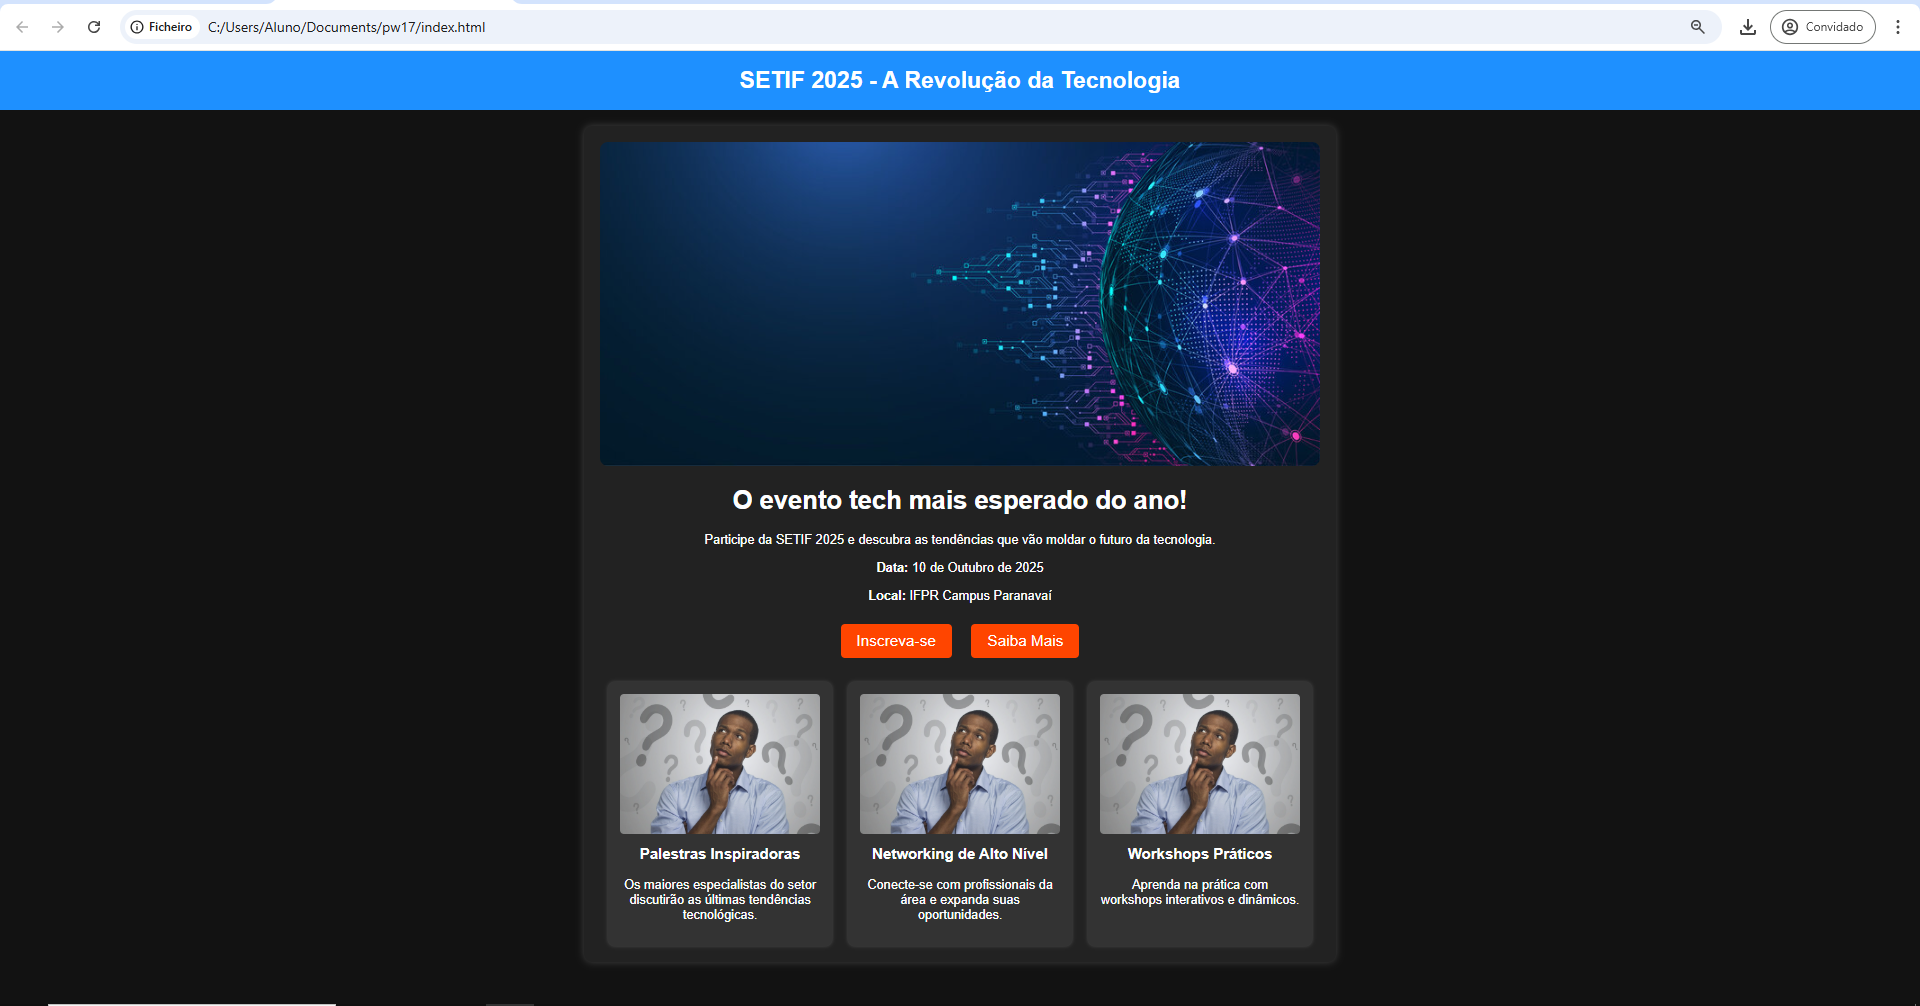 Ficheiro
C:/Users/Aluno/Documents/pw17/index.html
Convidado
SETIF 2025 - A Revolução da Tecnologia
O evento tech mais esperado do ano!
Participe da SETIF 2025 e descubra as tendências que vão moldar o futuro da tecnologia.
Data: 10 de Outubro de 2025
Local: IFPR Campus Paranavaí
Inscreva-se
Saiba Mais
Palestras Inspiradoras
Os maiores especialistas do setor
discutirão as últimas tendências
tecnológicas.
Networking de Alto Nível
Conecte-se com profissionais da
área e expanda suas
oportunidades.
Workshops Práticos
Aprenda na prática com
workshops interativos e dinâmicos.